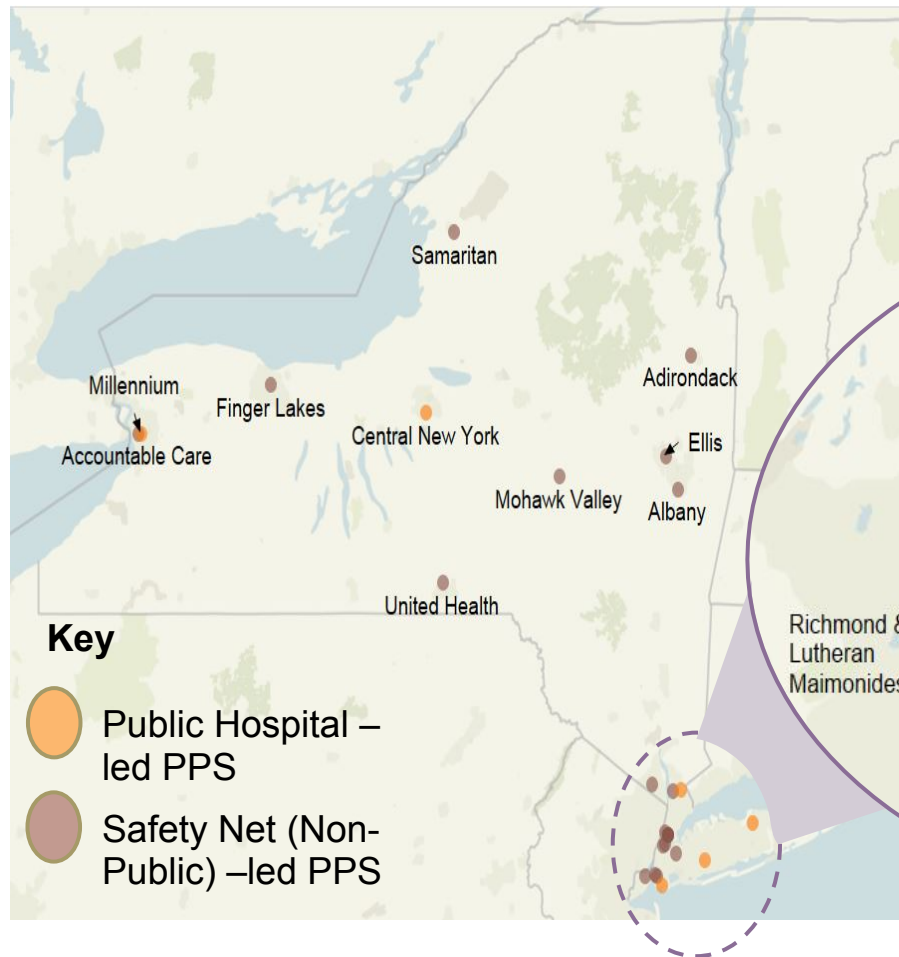 Samaritan
Adirondack
Millennium
Finger Lakes
Central New York
Ellis
Accountable Care
Mohawk Valley
Albany
United Health
Richmond &
Lutheran
Maimonides
Key
Public Hospital –
led PPS
Safety Net (Non-
Public) –led PPS